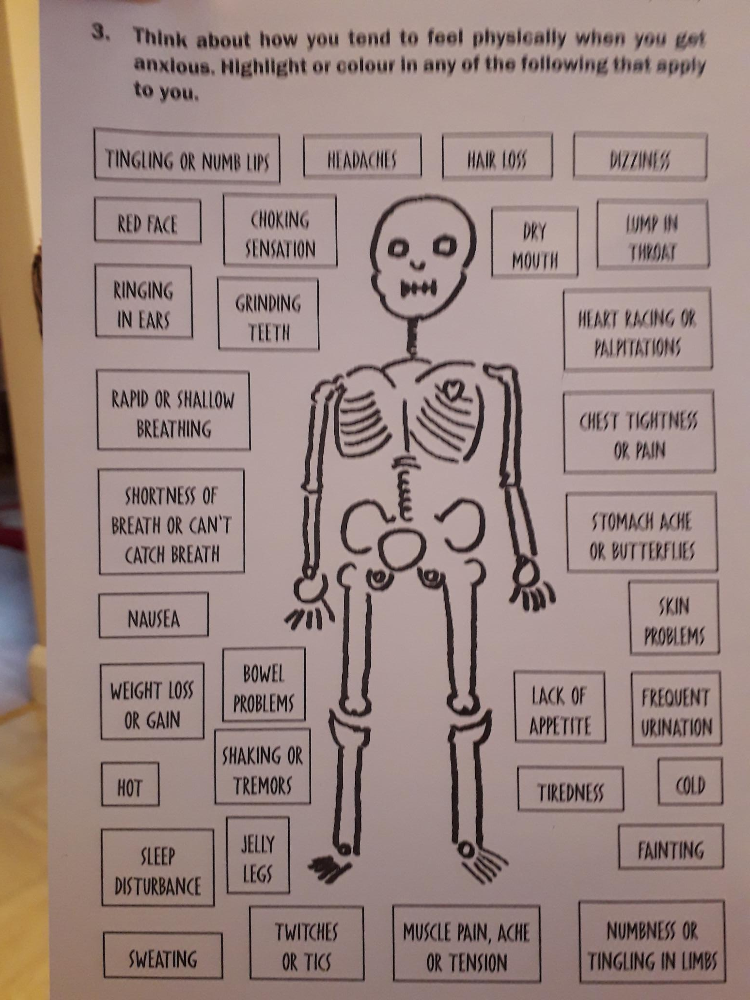 3. Think about how you tend to feel physically when you get
anxious. Highlight or colour in any of the following that apply
to you.
TINGLING OR NUMB LIPS
HEADACHES
HAIR LOSS
DIZZINESS
RED FACE
CHOKING
SENSATION
DRY
MOUTH
LUMP IN
THROAT
RINGING
IN EARS
GRINDING
TEETH
HEART RACING OR
PALPITATIONS
RAPID OR SHALLOW
BREATHING
CHEST TIGHTNESS
OR PAIN
SHORTNESS OF
BREATH OR CAN'T
CATCH BREATH
STOMACH ACHE
OR BUTTERFLIES
NAUSEA
SKIN
PROBLEMS
WEIGHT LOSS
OR GAIN
BOWEL
PROBLEMS
LACK OF
APPETITE
FREQUENT
URINATION
HOT
SHAKING OR
TREMORS
TIREDNESS
COLD
SLEEP
DISTURBANCE
JELLY
LEGS
FAINTING
SWEATING
TWITCHES
OR TICS
MUSCLE PAIN, ACHE
OR TENSION
NUMBNESS OR
TINGLING IN LIMBS